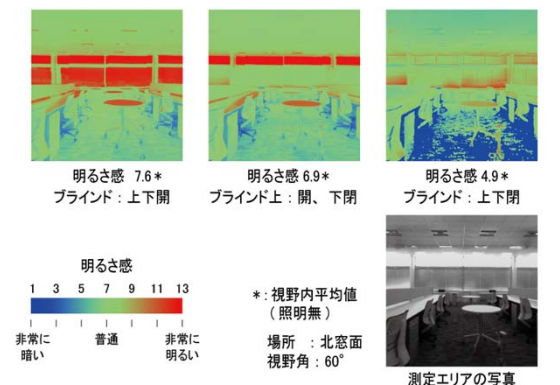 明るさ感 7.6*
ブラインド：上下開
明るさ感 6.9*
ブラインド上：開、下閉
明るさ感 4.9*
ブラインド：上下閉
明るさ感
1 3 5 7 9 11 13
非常に
暗い
普通
非常に
明るい
*：視野内平均値
（照明無）
場所 ：北窓面
視野角：60°
測定エリアの写真